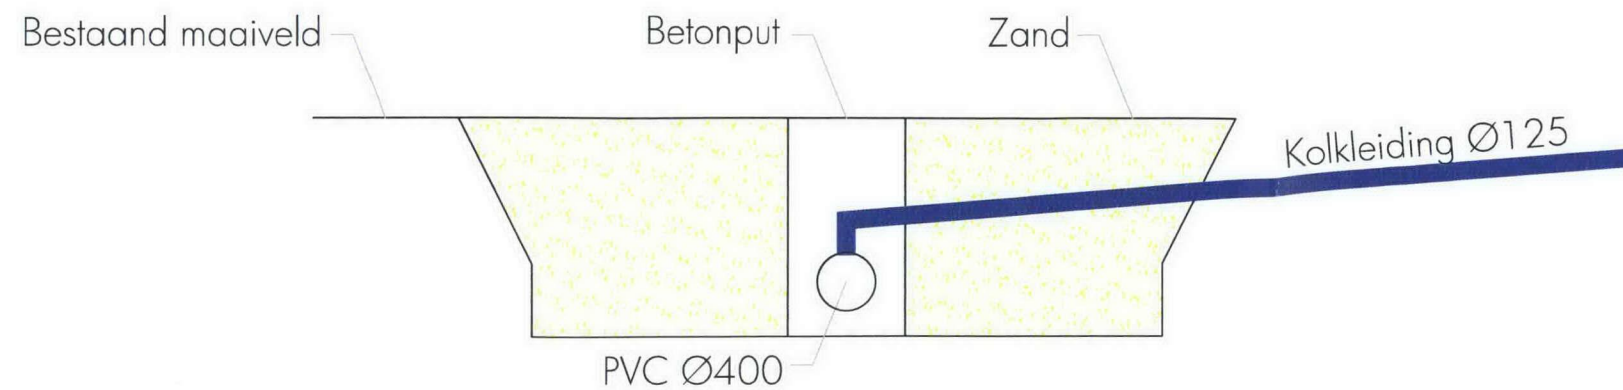 Bestaand maaiveld
Betonput
Zand
Kolkleiding Ø125
PVC Ø400